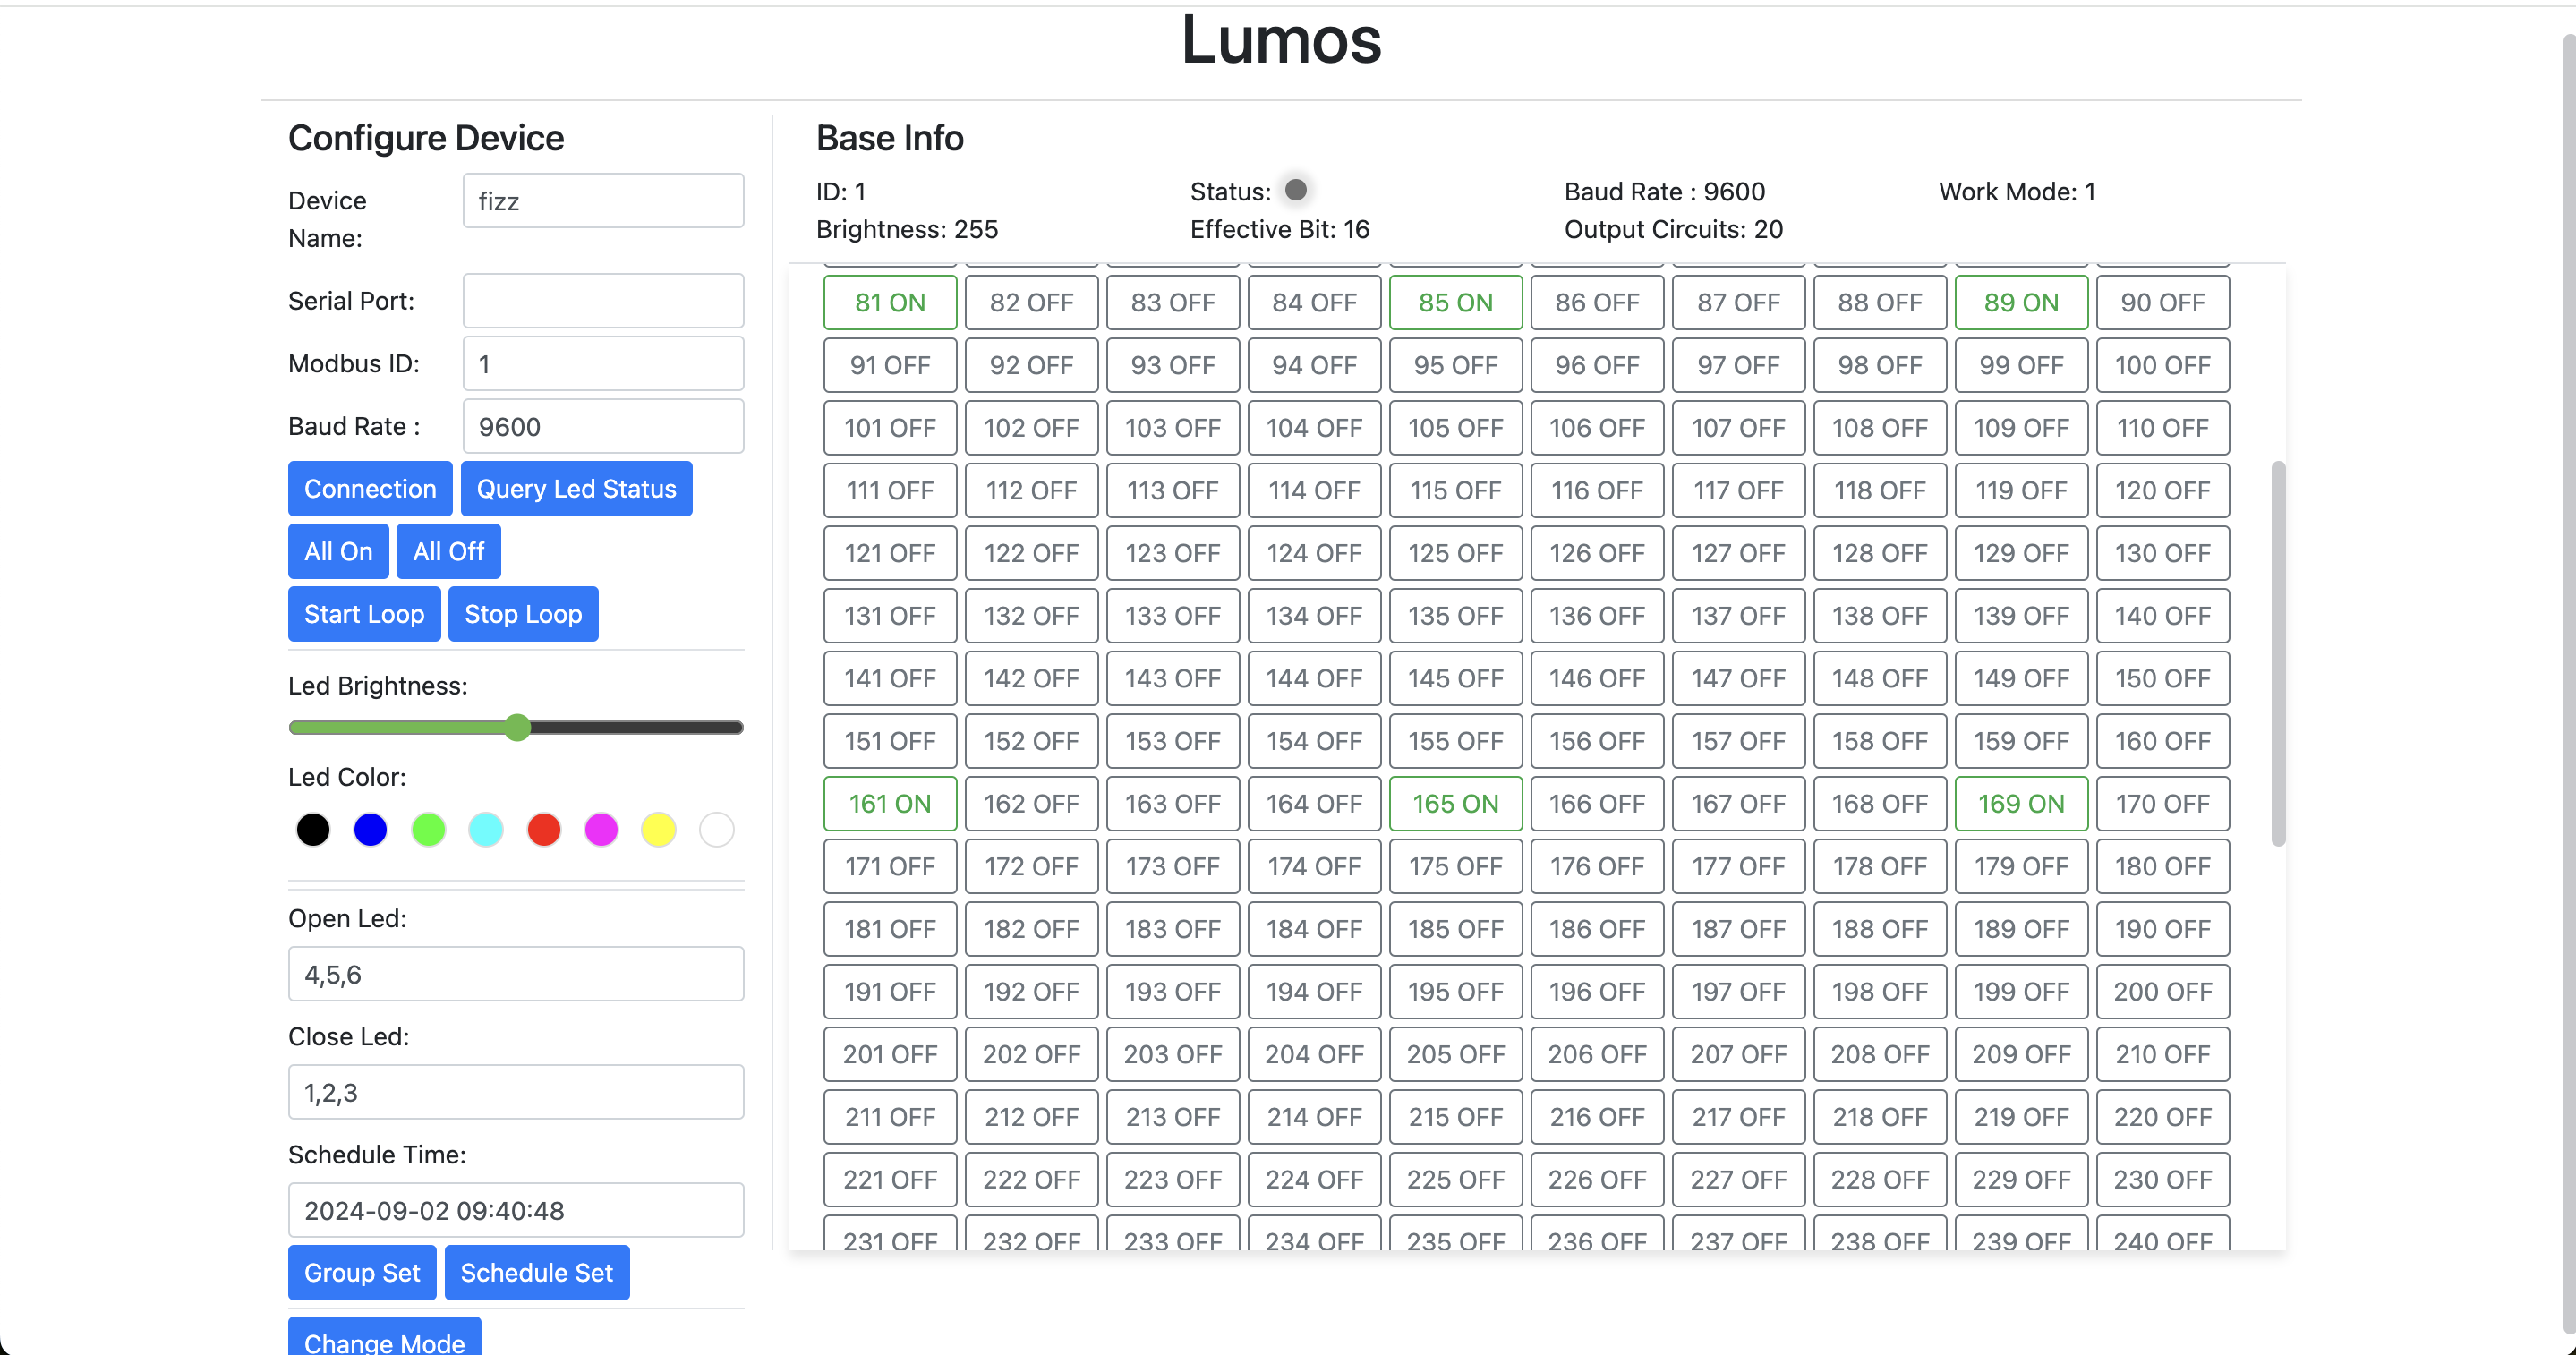 Lumos
Configure Device
Device Name:
fizz
Serial Port:
Modbus ID:
1
Baud Rate :
9600
Connection Query Led Status
All On All Off
Start Loop Stop Loop
Led Brightness:
Led Color:
Open Led:
4,5,6
Close Led:
1,2,3
Schedule Time:
2024-09-02 09:40:48
Group Set Schedule Set
Change Mode
Base Info
ID: 1 Status: Baud Rate : 9600 Work Mode: 1
Brightness: 255 Effective Bit: 16 Output Circuits: 20
81 ON 82 OFF 83 OFF 84 OFF 85 ON 86 OFF 87 OFF 88 OFF 89 ON 90 OFF
91 OFF 92 OFF 93 OFF 94 OFF 95 OFF 96 OFF 97 OFF 98 OFF 99 OFF 100 OFF
101 OFF 102 OFF 103 OFF 104 OFF 105 OFF 106 OFF 107 OFF 108 OFF 109 OFF 110 OFF
111 OFF 112 OFF 113 OFF 114 OFF 115 OFF 116 OFF 117 OFF 118 OFF 119 OFF 120 OFF
121 OFF 122 OFF 123 OFF 124 OFF 125 OFF 126 OFF 127 OFF 128 OFF 129 OFF 130 OFF
131 OFF 132 OFF 133 OFF 134 OFF 135 OFF 136 OFF 137 OFF 138 OFF 139 OFF 140 OFF
141 OFF 142 OFF 143 OFF 144 OFF 145 OFF 146 OFF 147 OFF 148 OFF 149 OFF 150 OFF
151 OFF 152 OFF 153 OFF 154 OFF 155 OFF 156 OFF 157 OFF 158 OFF 159 OFF 160 OFF
161 ON 162 OFF 163 OFF 164 OFF 165 ON 166 OFF 167 OFF 168 OFF 169 ON 170 OFF
171 OFF 172 OFF 173 OFF 174 OFF 175 OFF 176 OFF 177 OFF 178 OFF 179 OFF 180 OFF
181 OFF 182 OFF 183 OFF 184 OFF 185 OFF 186 OFF 187 OFF 188 OFF 189 OFF 190 OFF
191 OFF 192 OFF 193 OFF 194 OFF 195 OFF 196 OFF 197 OFF 198 OFF 199 OFF 200 OFF
201 OFF 202 OFF 203 OFF 204 OFF 205 OFF 206 OFF 207 OFF 208 OFF 209 OFF 210 OFF
211 OFF 212 OFF 213 OFF 214 OFF 215 OFF 216 OFF 217 OFF 218 OFF 219 OFF 220 OFF
221 OFF 222 OFF 223 OFF 224 OFF 225 OFF 226 OFF 227 OFF 228 OFF 229 OFF 230 OFF
231 OFF 232 OFF 233 OFF 234 OFF 235 OFF 236 OFF 237 OFF 238 OFF 239 OFF 240 OFF